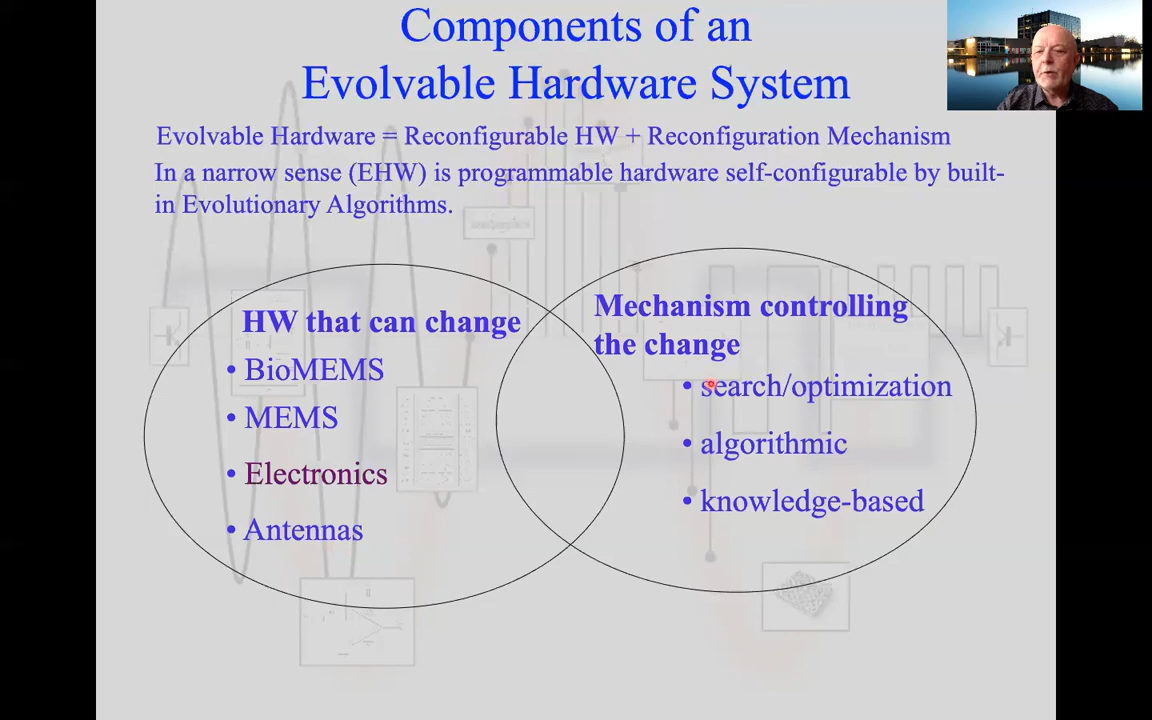 Components of an
Evolvable Hardware System
Evolvable Hardware = Reconfigurable HW + Reconfiguration Mechanism
In a narrow sense (EHW) is programmable hardware self-configurable by built-
in Evolutionary Algorithms.
HW that can change
• BioMEMS
• MEMS
• Electronics
• Antennas
Mechanism controlling
the change
• search/optimization
• algorithmic
• knowledge-based